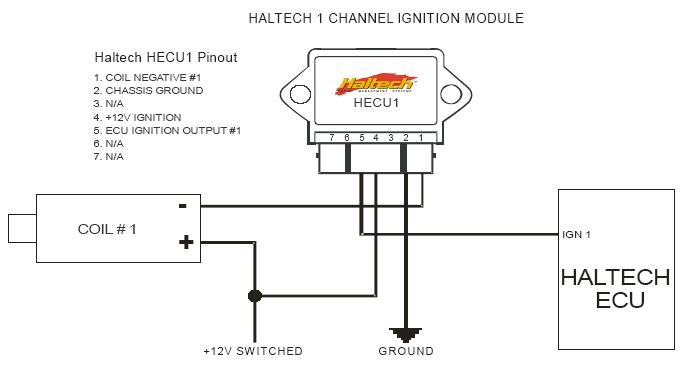 HALTECH 1 CHANNEL IGNITION MODULE
Haltech HECU1 Pinout
1. COIL NEGATIVE #1
2. CHASSIS GROUND
3. N/A
4. +12V IGNITION
5. ECU IGNITION OUTPUT #1
6. N/A
7. N/A
Haltech
HECU1
7 6 5 4 3 2 1
-
COIL # 1
+
IGN 1
HALTECH
ECU
+12V SWITCHED
GROUND